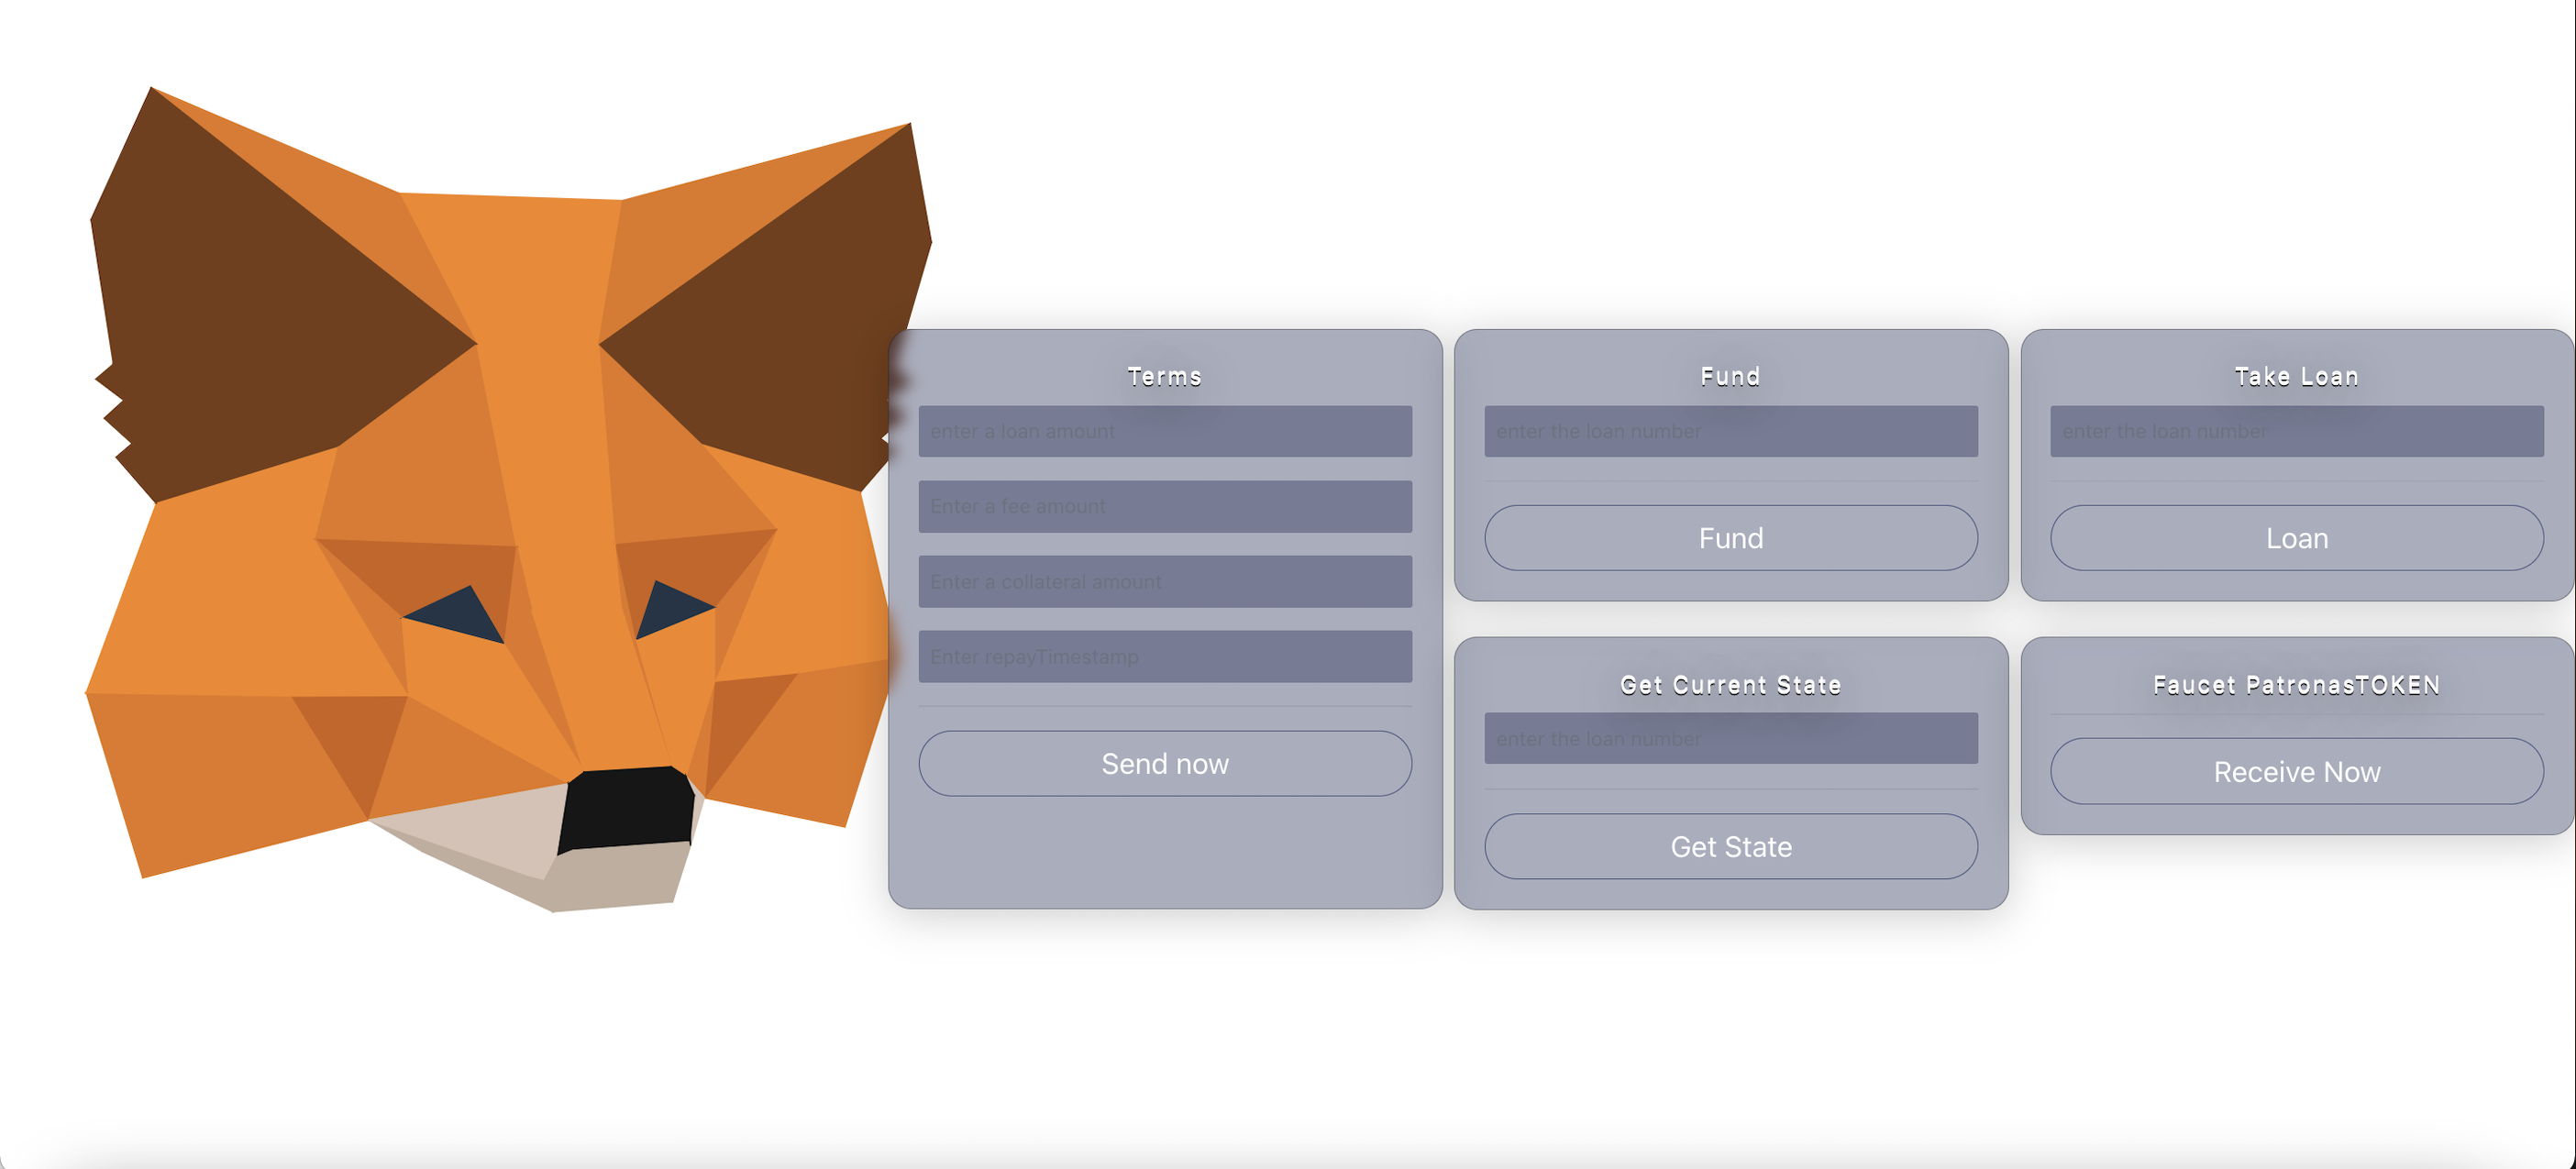 Terms
enter a loan amount
Enter a fee amount
Enter a collateral amount
Enter repayTimestamp
Send now
Fund
enter the loan number
Fund
Get Current State
enter the loan number
Get State
Take Loan
enter the loan number
Loan
Faucet PatronasTOKEN
Receive Now